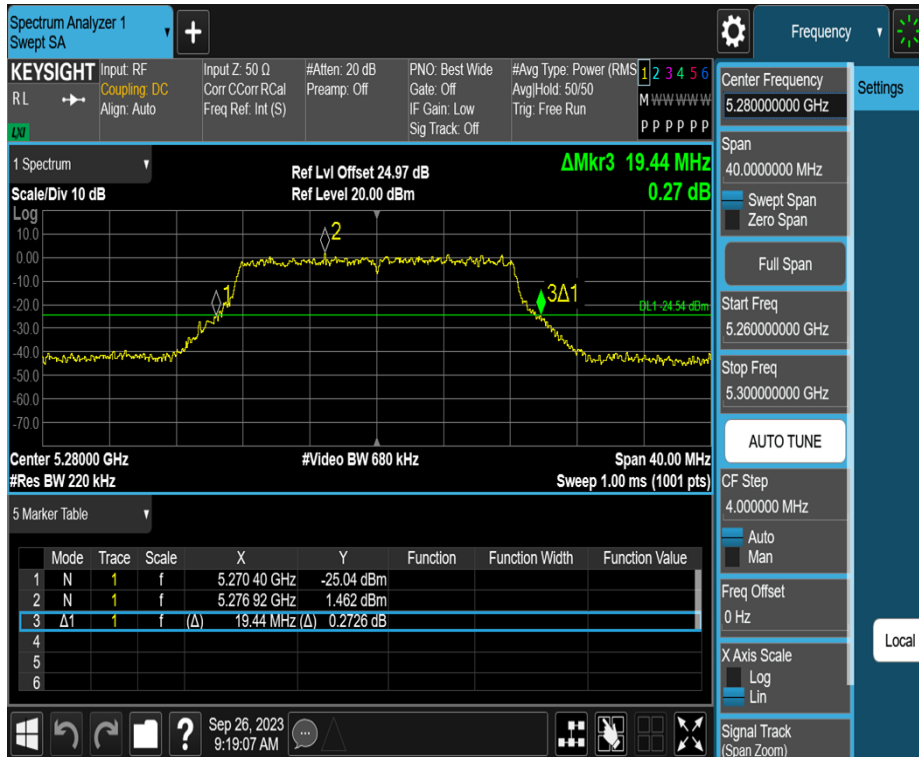 Spectrum Analyzer 1
Swept SA
+
Frequency
KEYSIGHT
R L
LXI
Input: RF
Coupling: DC
Align: Auto
Input Z: 50 Ω
Corr CCorr RCal
Freq Ref: Int (S)
#Atten: 20 dB
Preamp: Off
PNO: Best Wide
Gate: Off
IF Gain: Low
Sig Track: Off
#Avg Type: Power (RMS
Avg|Hold: 50/50
Trig: Free Run
1 2 3 4 5 6
M W W W W W
P P P P P P
1 Spectrum
Scale/Div 10 dB
Ref Lvl Offset 24.97 dB
Ref Level 20.00 dBm
ΔMkr3 19.44 MHz
0.27 dB
Log
10.0
0.00
-10.0
-20.0
-30.0
-40.0
-50.0
-60.0
-70.0
2
1
3Δ1
DL1 -24.54 dBm
Center 5.28000 GHz
#Res BW 220 kHz
#Video BW 680 kHz
Span 40.00 MHz
Sweep 1.00 ms (1001 pts)
5 Marker Table
Mode Trace Scale X Y Function Function Width Function Value
1 N 1 f 5.270 40 GHz -25.04 dBm
2 N 1 f 5.276 92 GHz 1.462 dBm
3 Δ1 1 f (Δ) 19.44 MHz (Δ) 0.2726 dB
4
5
6
?
Sep 26, 2023
9:19:07 AM
Center Frequency
5.280000000 GHz
Span
40.0000000 MHz
Swept Span
Zero Span
Full Span
Start Freq
5.260000000 GHz
Stop Freq
5.300000000 GHz
AUTO TUNE
CF Step
4.000000 MHz
Auto
Man
Freq Offset
0 Hz
X Axis Scale
Log
Lin
Signal Track
(Span Zoom)
Settings
Local